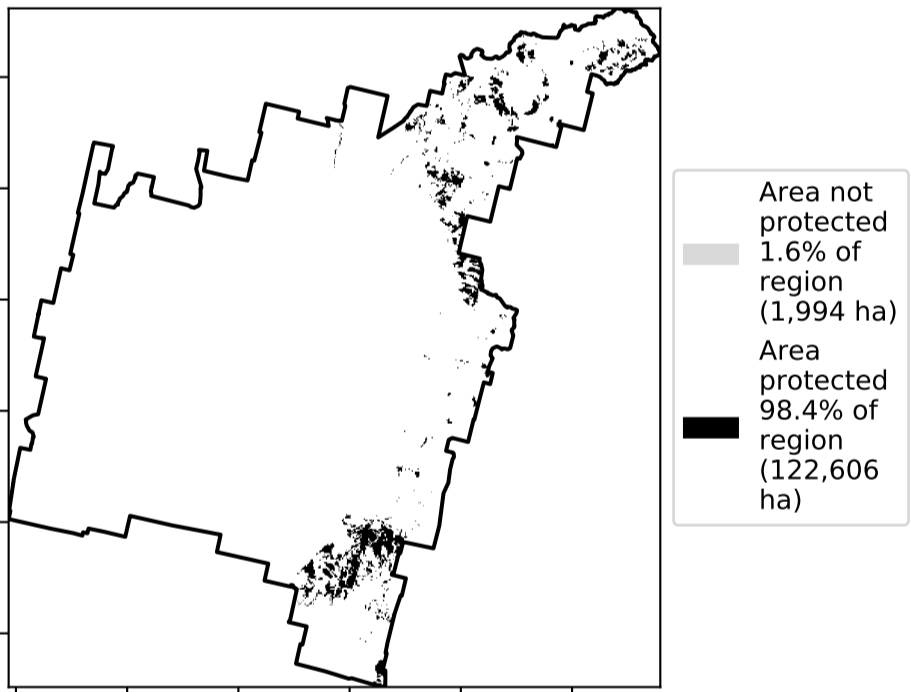 Area not
protected
1.6% of
region
(1,994 ha)
Area
protected
98.4% of
region
(122,606
ha)